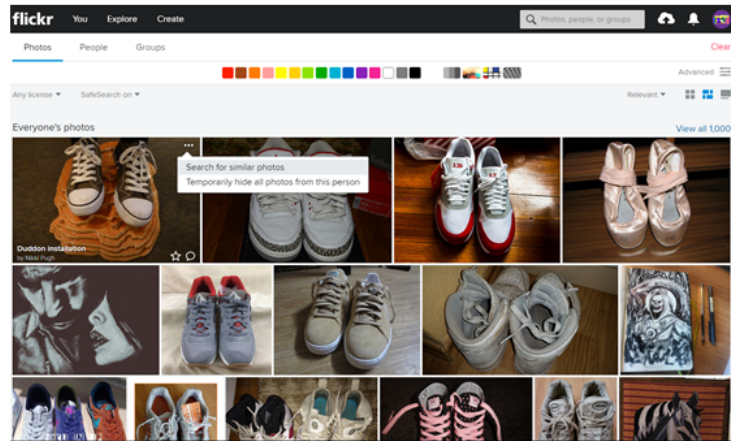 flickr You Explore Create Photos, people, or groups
Photos People Groups Clear
Advanced
Any license SafeSearch on Relevant
Everyone's photos View all 1,000
Search for similar photos
Temporarily hide all photos from this person
Duddon Installation
by Nikki Pugh